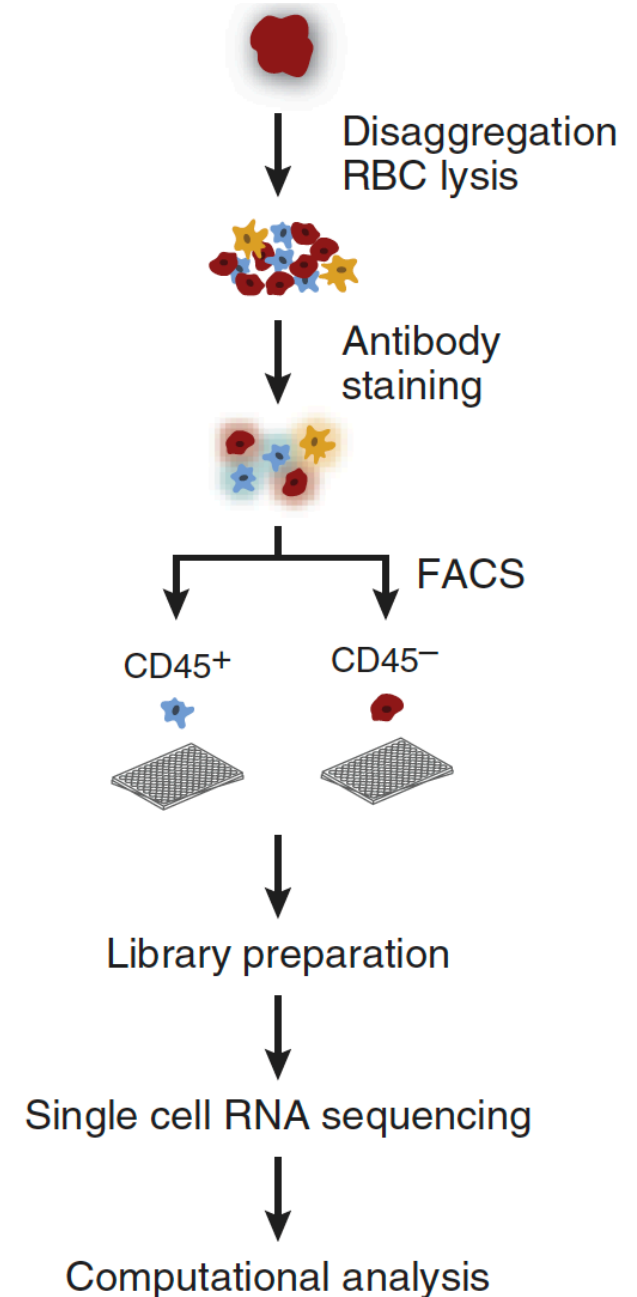 Disaggregation
RBC lysis
Antibody
staining
FACS
CD45+
CD45–
Library preparation
Single cell RNA sequencing
Computational analysis